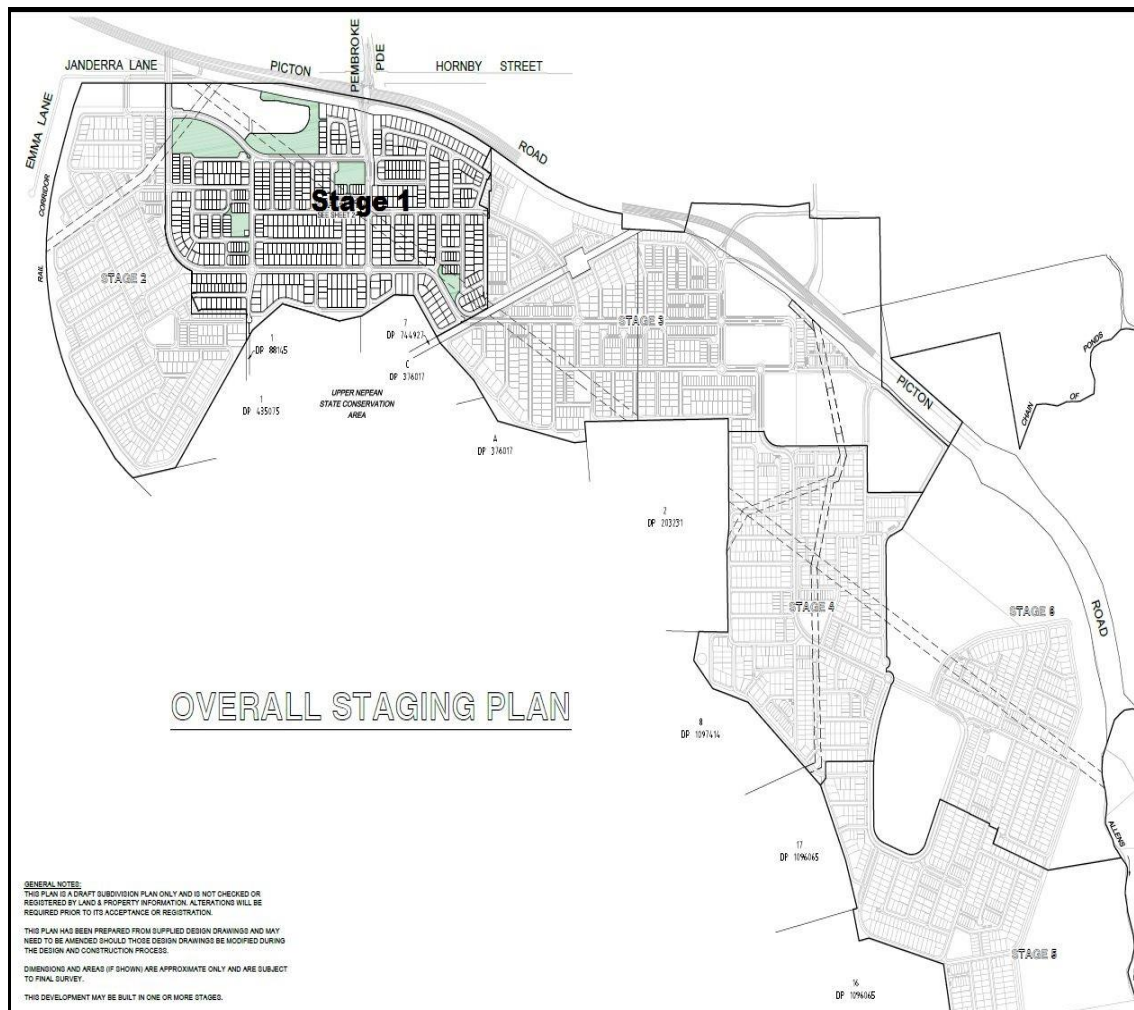 JANDERRA LANE
PICTON
PEMBROKE
PDE
HORNBY STREET
EMMA LANE
ROAD
CORRIDOR
RAIL
Stage 1
SEE SHEET 2
STAGE 2
1
DP 88145
7
DP 744927
C
DP 376017
1
DP 435075
UPPER NEPEAN
STATE CONSERVATION
AREA
A
DP 376017
PICTON
CHAIN OF PONDS
2
DP 203231
STAGE 4
ROAD
OVERALL STAGING PLAN
8
DP 1097414
ALLENS
17
DP 1096065
GENERAL NOTES:
THIS PLAN IS A DRAFT SUBDIVISION PLAN ONLY AND IS NOT CHECKED OR
REGISTERED BY LAND & PROPERTY INFORMATION. ALTERATIONS WILL BE
REQUIRED PRIOR TO ITS ACCEPTANCE OR REGISTRATION.
THIS PLAN HAS BEEN PREPARED FROM SUPPLIED DESIGN DRAWINGS AND MAY
NEED TO BE AMENDED SHOULD THOSE DESIGN DRAWINGS BE MODIFIED DURING
THE DESIGN AND CONSTRUCTION PROCESS.
DIMENSIONS AND AREAS (IF SHOWN) ARE APPROXIMATE ONLY AND ARE SUBJECT
TO FINAL SURVEY.
THIS DEVELOPMENT MAY BE BUILT IN ONE OR MORE STAGES.
STAGE 5
16
DP 1096065